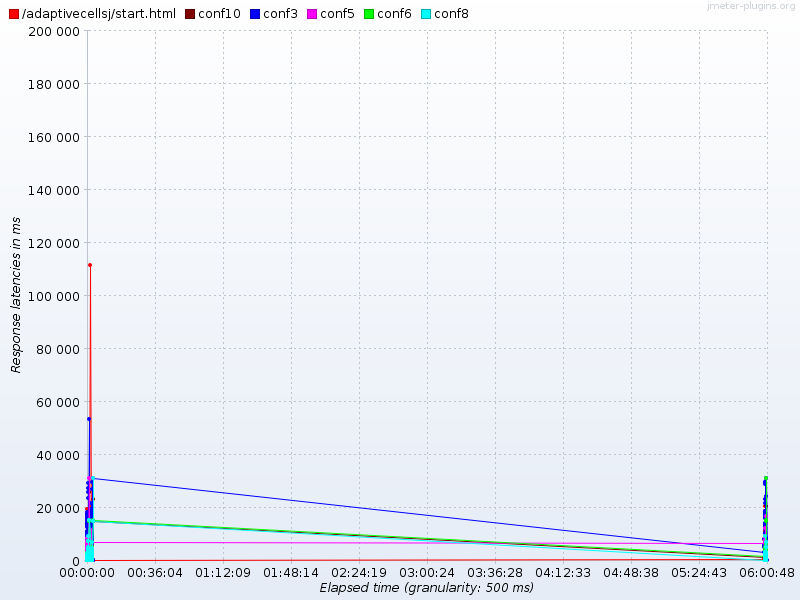 /adaptivecellsj/start.html conf10 conf3 conf5 conf6 conf8
jmeter-plugins.org
200 000
180 000
160 000
140 000
120 000
100 000
80 000
60 000
40 000
20 000
0
Response latencies in ms
00:00:00 00:36:04 01:12:09 01:48:14 02:24:19 03:00:24 03:36:28 04:12:33 04:48:38 05:24:43 06:00:48
Elapsed time (granularity: 500 ms)